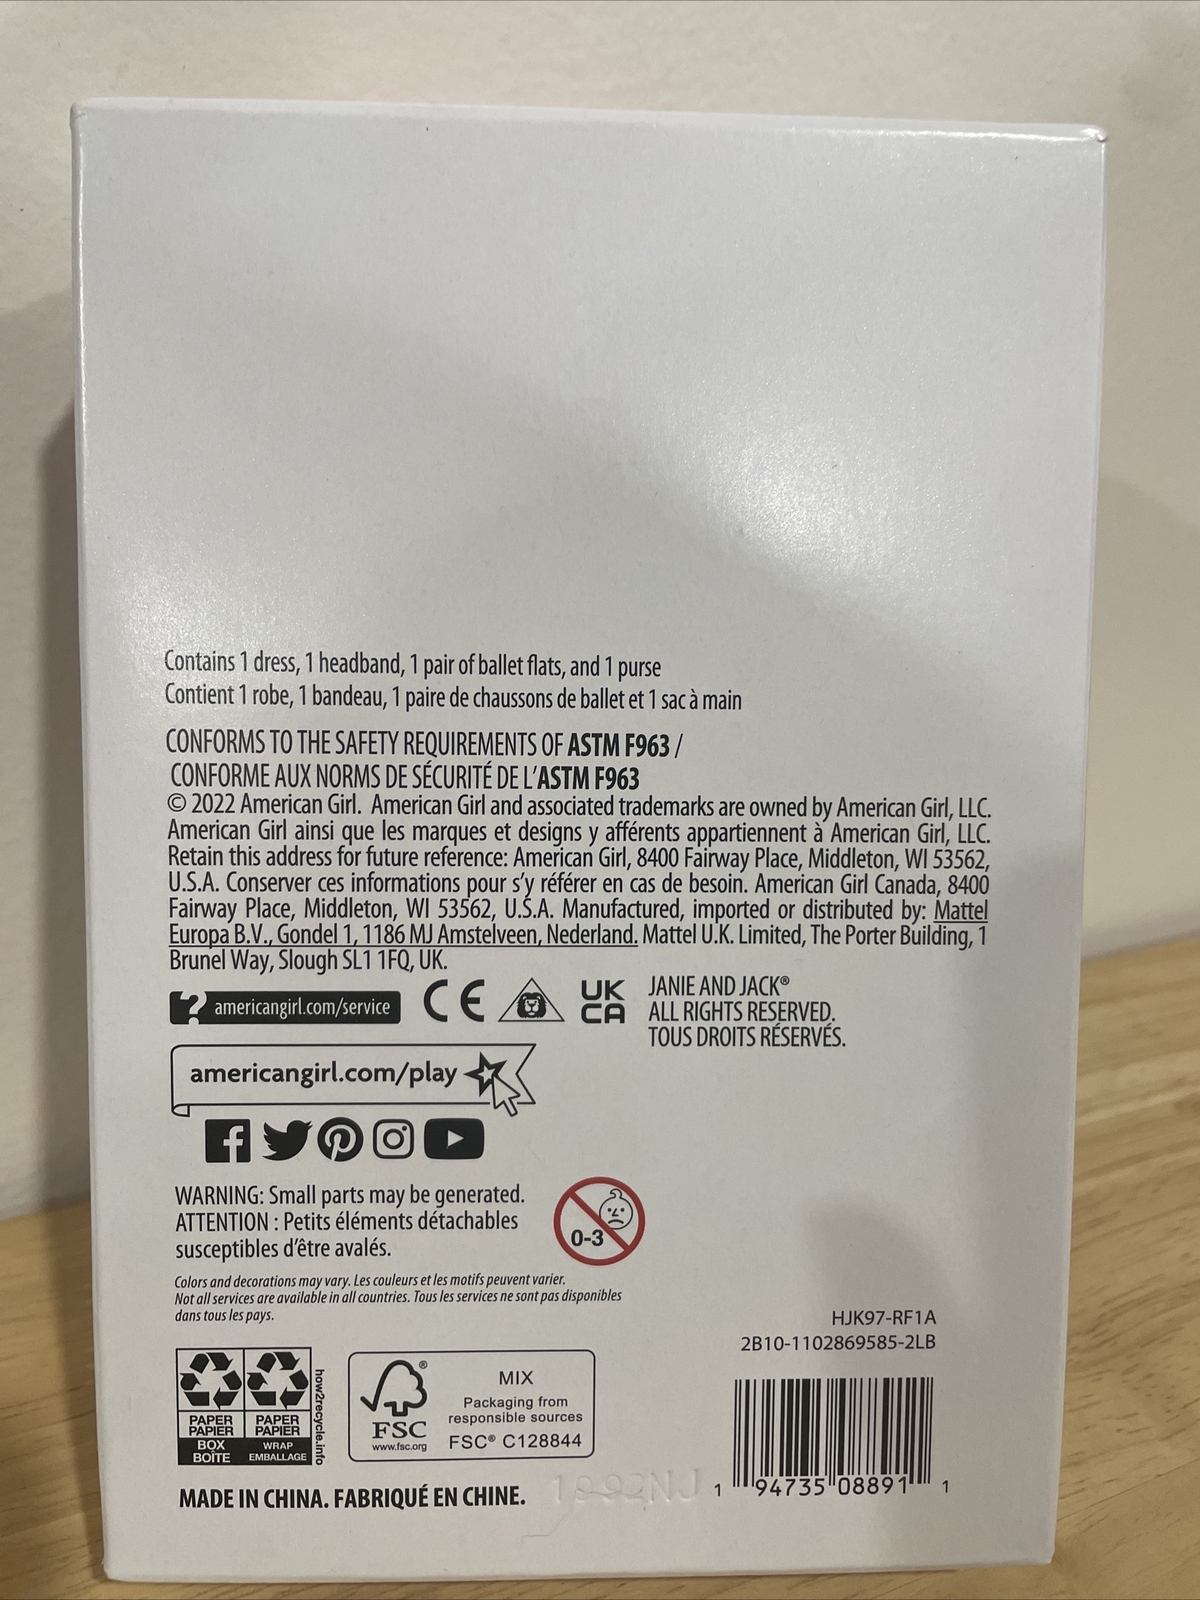 Contains 1 dress, 1 headband, 1 pair of ballet flats, and 1 purse
Contient 1 robe, 1 bandeau, 1 paire de chaussons de ballet et 1 sac à main
CONFORMS TO THE SAFETY REQUIREMENTS OF ASTM F963 /
CONFORME AUX NORMS DE SÉCURITÉ DE L'ASTM F963
© 2022 American Girl. American Girl and associated trademarks are owned by American Girl, LLC.
American Girl ainsi que les marques et designs y afférents appartiennent à American Girl, LLC.
Retain this address for future reference: American Girl, 8400 Fairway Place, Middleton, WI 53562,
U.S.A. Conserver ces informations pour s'y référer en cas de besoin. American Girl Canada, 8400
Fairway Place, Middleton, WI 53562, U.S.A. Manufactured, imported or distributed by: Mattel
Europa B.V., Gondel 1, 1186 MJ Amstelveen, Nederland. Mattel U.K. Limited, The Porter Building, 1
Brunel Way, Slough SL1 1FQ, UK.
? americangirl.com/service
CE
UK
CA
JANIE AND JACK®
ALL RIGHTS RESERVED.
TOUS DROITS RÉSERVÉS.
americangirl.com/play
WARNING: Small parts may be generated.
ATTENTION : Petits éléments détachables
susceptibles d'être avalés.
0-3
Colors and decorations may vary. Les couleurs et les motifs peuvent varier.
Not all services are available in all countries. Tous les services ne sont pas disponibles
dans tous les pays.
HJK97-RF1A
2B10-1102869585-2LB
PAPER PAPER
PAPIER PAPIER
BOX WRAP
BOÎTE EMBALLAGE
how2recycle.info
FSC®
www.fsc.org
MIX
Packaging from
responsible sources
FSC® C128844
1 94735 08891 1
MADE IN CHINA. FABRIQUÉ EN CHINE.